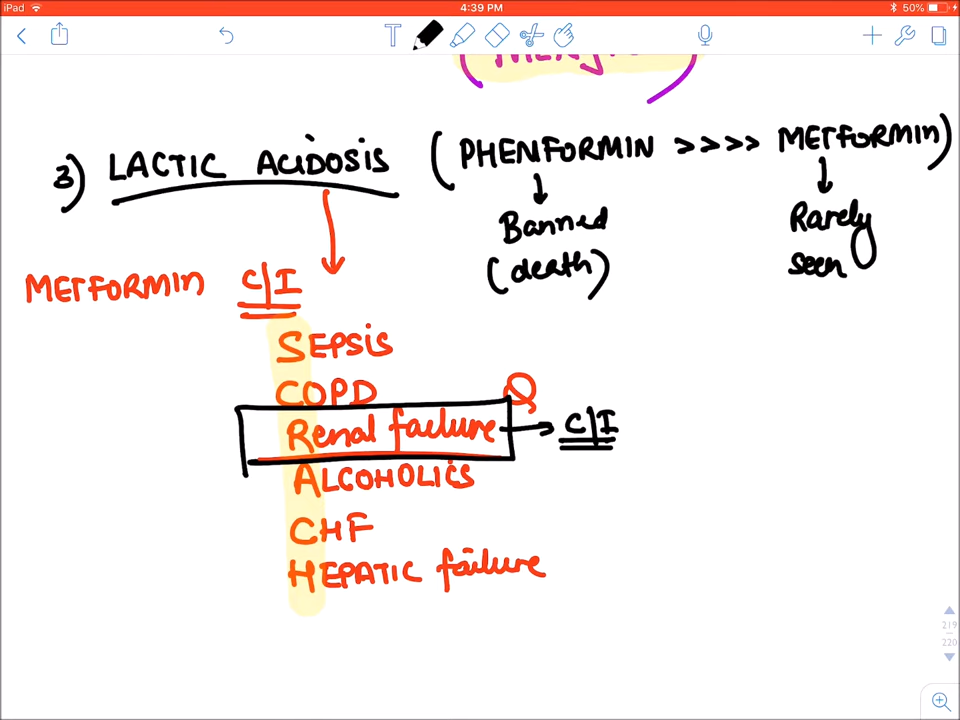 iPad 4:39 PM 50%
T
3) LACTIC ACIDOSIS (PHENFORMIN >>>> METFORMIN)
Banned Rarely
(death) seen
METFORMIN C/I
SEPSIS
COPD
Renal failure → C/I
ALCOHOLICS
CHF
HEPATIC failure
219
220